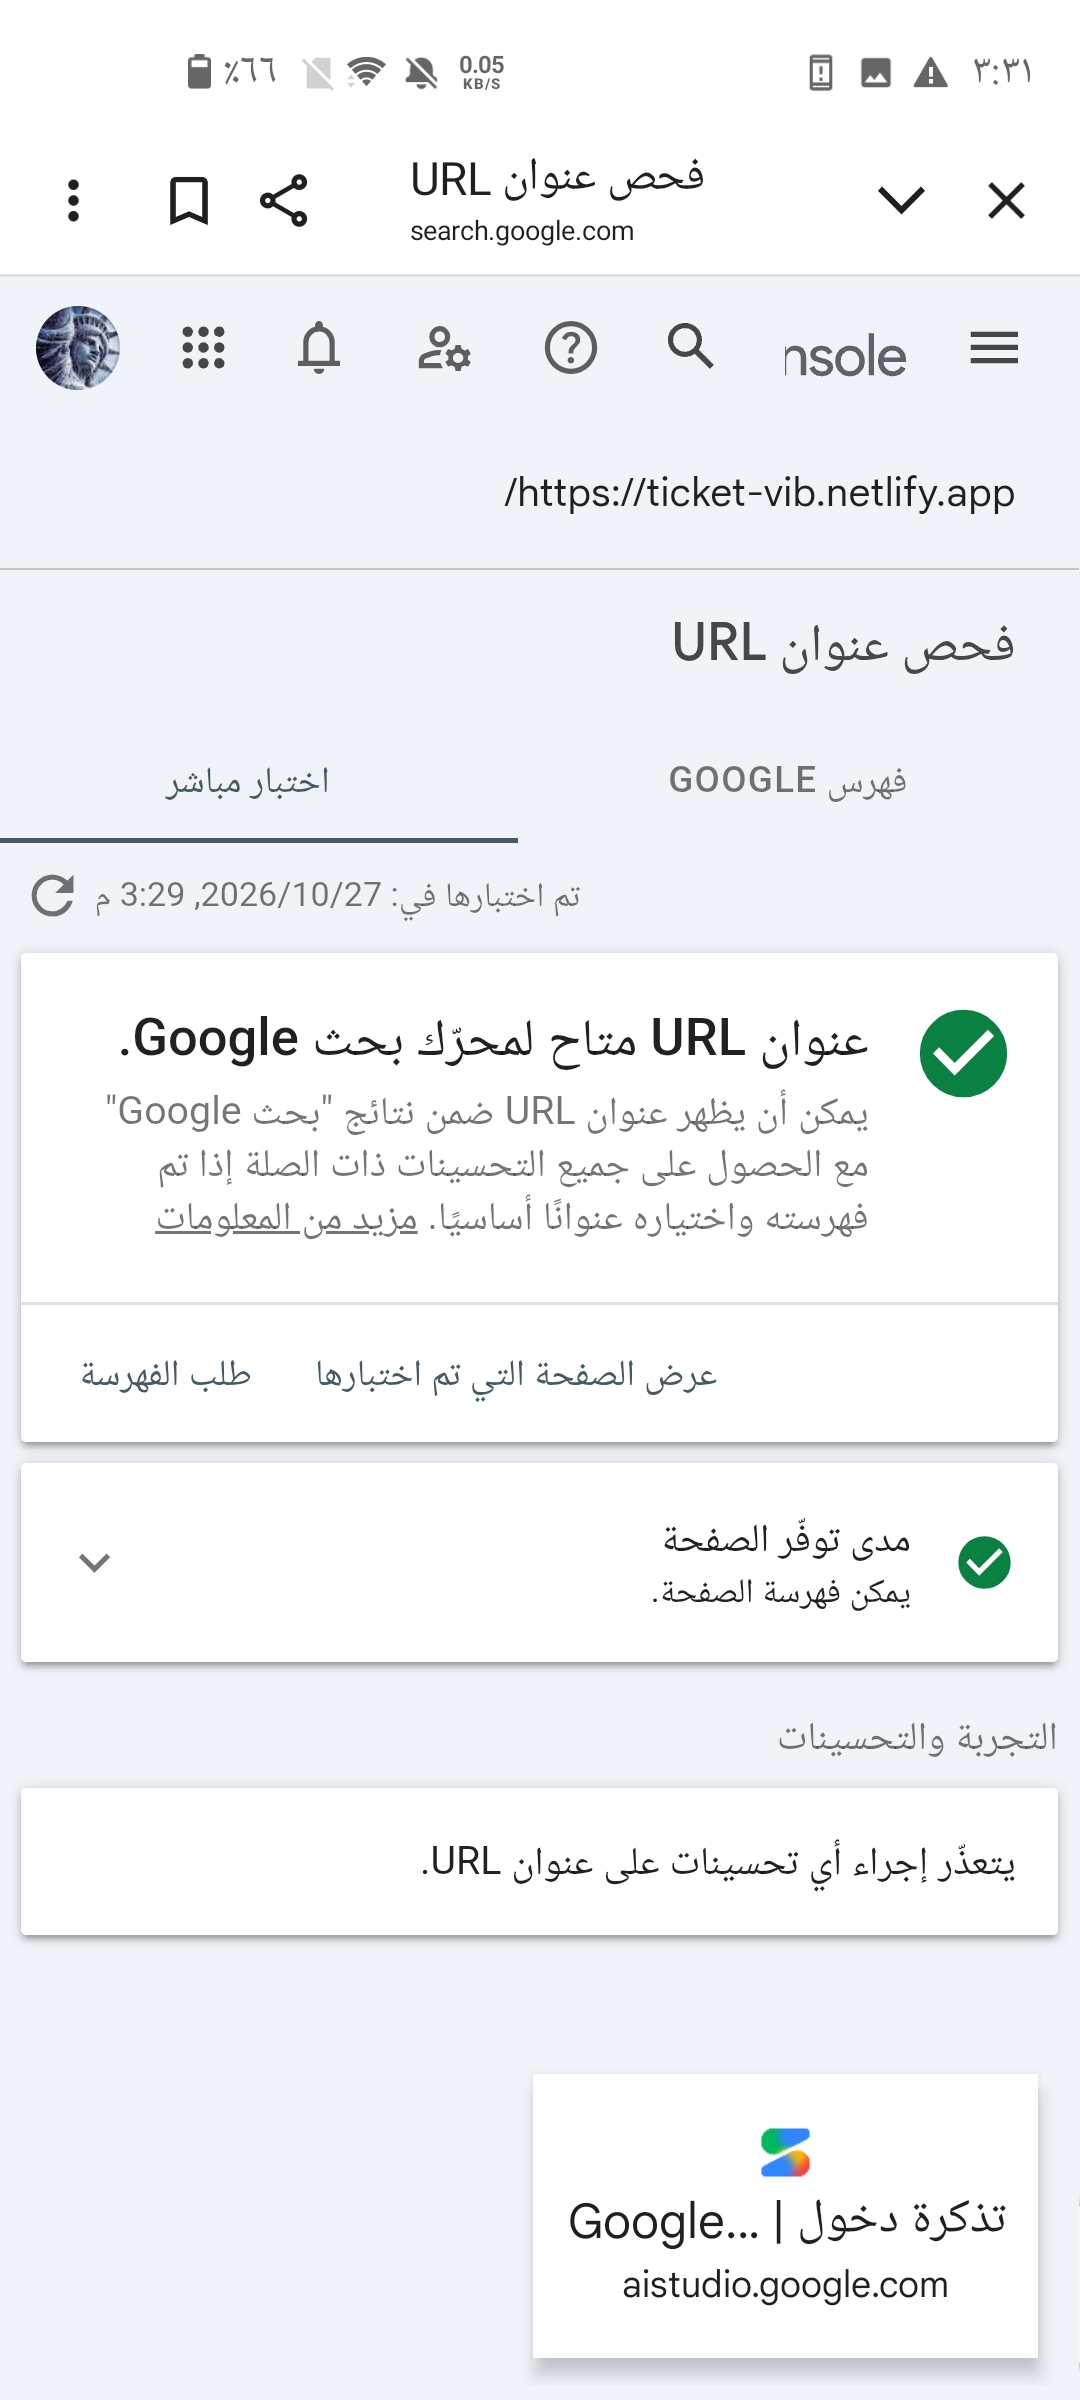 ٣:٣١
0.05
KB/S
٪٦٦
فحص عنوان URL
search.google.com
nsole
https://ticket-vib.netlify.app/
فحص عنوان URL
فهرس GOOGLE
اختبار مباشر
تم اختبارها في: 2026/10/27, 3:29 م
عنوان URL متاح لمحرّك بحث Google.
يمكن أن يظهر عنوان URL ضمن نتائج "بحث Google"
مع الحصول على جميع التحسينات ذات الصلة إذا تم
فهرسته واختياره عنوانًا أساسيًا. مزيد من المعلومات
عرض الصفحة التي تم اختبارها
طلب الفهرسة
مدى توفّر الصفحة
يمكن فهرسة الصفحة.
التجربة والتحسينات
يتعذّر إجراء أي تحسينات على عنوان URL.
تذكرة دخول | Google...
aistudio.google.com